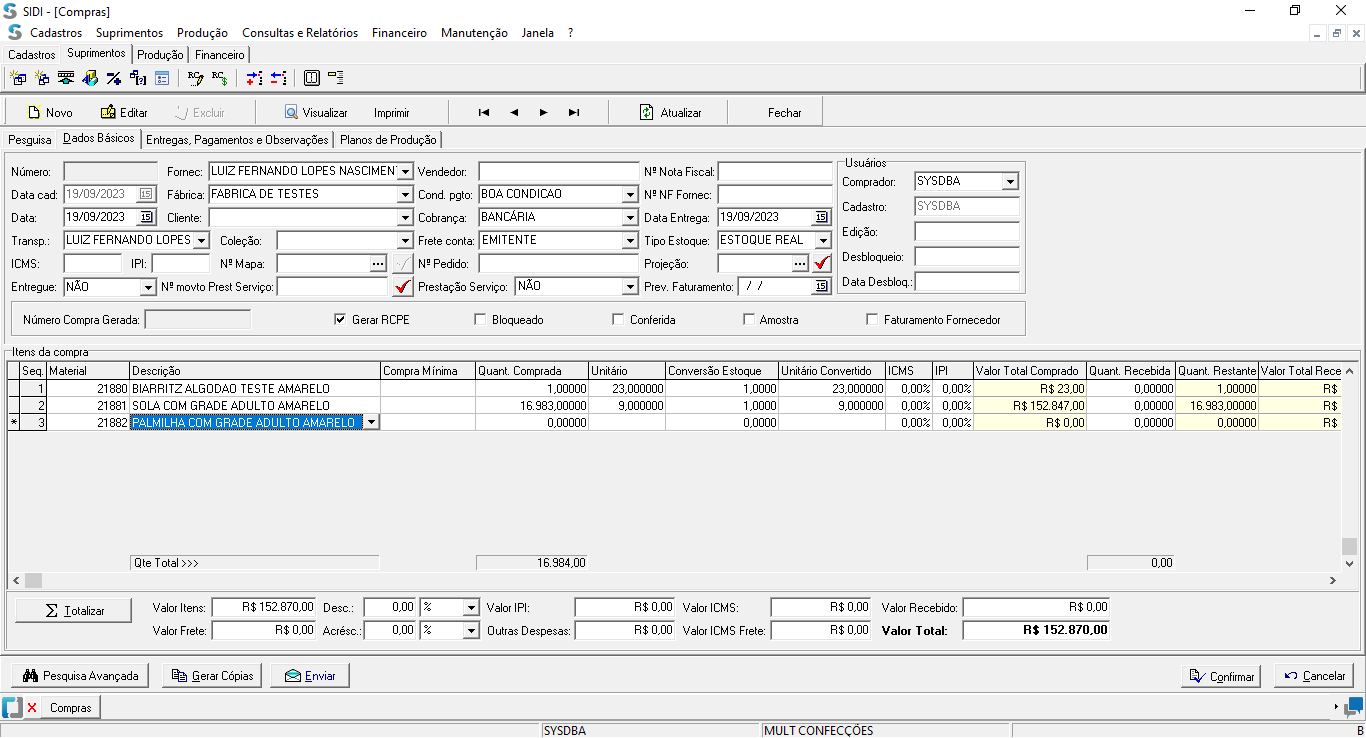 SIDI - [Compras]
Cadastros Suprimentos Produção Consultas e Relatórios Financeiro Manutenção Janela ?
Cadastros Suprimentos Produção Financeiro
Novo Editar Excluir Visualizar Imprimir Atualizar Fechar
Pesquisa Dados Básicos Entregas, Pagamentos e Observações Planos de Produção
Número: Fornec: LUIZ FERNANDO LOPES NASCIMEN Vendedor: Nº Nota Fiscal: Usuários
Data cad: 19/09/2023 15 Fábrica: FABRICA DE TESTES Cond. pgto: BOA CONDICAO Nº NF Fornec: Comprador: SYSDBA
Data: 19/09/2023 15 Cliente: Cobrança: BANCÁRIA Data Entrega: 19/09/2023 15 Cadastro: SYSDBA
Transp.: LUIZ FERNANDO LOPES Coleção: Frete conta: EMITENTE Tipo Estoque: ESTOQUE REAL Edição:
ICMS: IPI: Nº Mapa: ... Nº Pedido: Projeção: ... Desbloqueio:
Entregue: NÃO Nº movto Prest Serviço: Prestação Serviço: NÃO Prev. Faturamento: / / 15 Data Desbloq.:
Número Compra Gerada: Gerar RCPE Bloqueado Conferida Amostra Faturamento Fornecedor
Itens da compra
Seq. Material Descrição Compra Mínima Quant. Comprada Unitário Conversão Estoque Unitário Convertido ICMS IPI Valor Total Comprado Quant. Recebida Quant. Restante Valor Total Rece
1 21880 BIARRITZ ALGODAO TESTE AMARELO 1,00000 23,000000 1,0000 23,000000 0,00% 0,00% R$ 23,00 0,00000 1,00000 R$
2 21881 SOLA COM GRADE ADULTO AMARELO 16.983,00000 9,000000 1,0000 9,000000 0,00% 0,00% R$ 152.847,00 0,00000 16.983,00000 R$
* 3 21882 PALMILHA COM GRADE ADULTO AMARELO 0,00000 0,0000 0,00% 0,00% R$ 0,00 0,00000 0,00000 R$
Qte Total >>> 16.984,00 0,00
Σ Totalizar Valor Itens: R$ 152.870,00 Desc.: 0,00 % Valor IPI: R$ 0,00 Valor ICMS: R$ 0,00 Valor Recebido: R$ 0,00
Valor Frete: R$ 0,00 Acrésc.: 0,00 % Outras Despesas: R$ 0,00 Valor ICMS Frete: R$ 0,00 Valor Total: R$ 152.870,00
Pesquisa Avançada Gerar Cópias Enviar Confirmar Cancelar
Compras
SYSDBA MULT CONFECÇÕES B